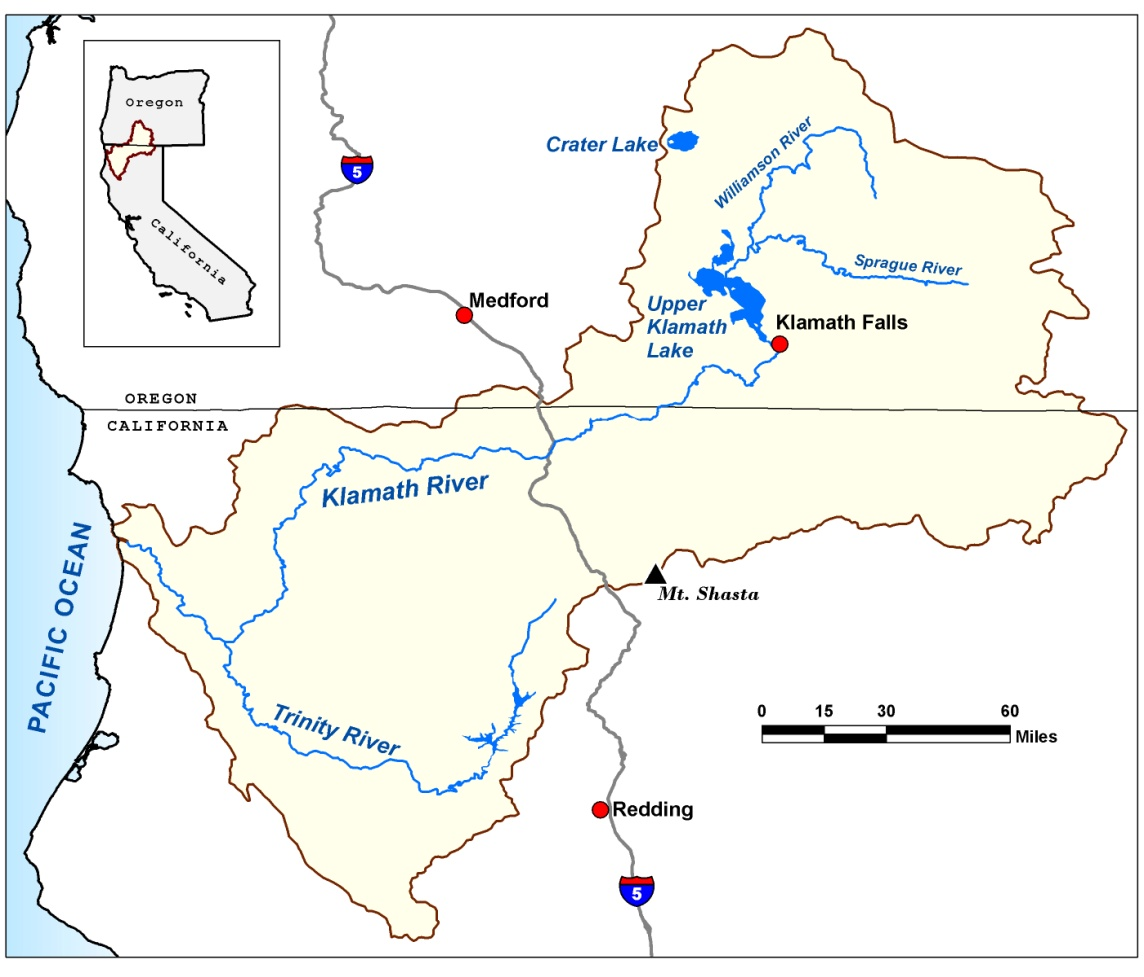 Oregon
California
5
Crater Lake
Williamson River
Sprague River
Medford
Upper
Klamath
Lake
Klamath Falls
OREGON
CALIFORNIA
Klamath River
PACIFIC OCEAN
Mt. Shasta
Trinity River
0 15 30 60
Miles
Redding
5